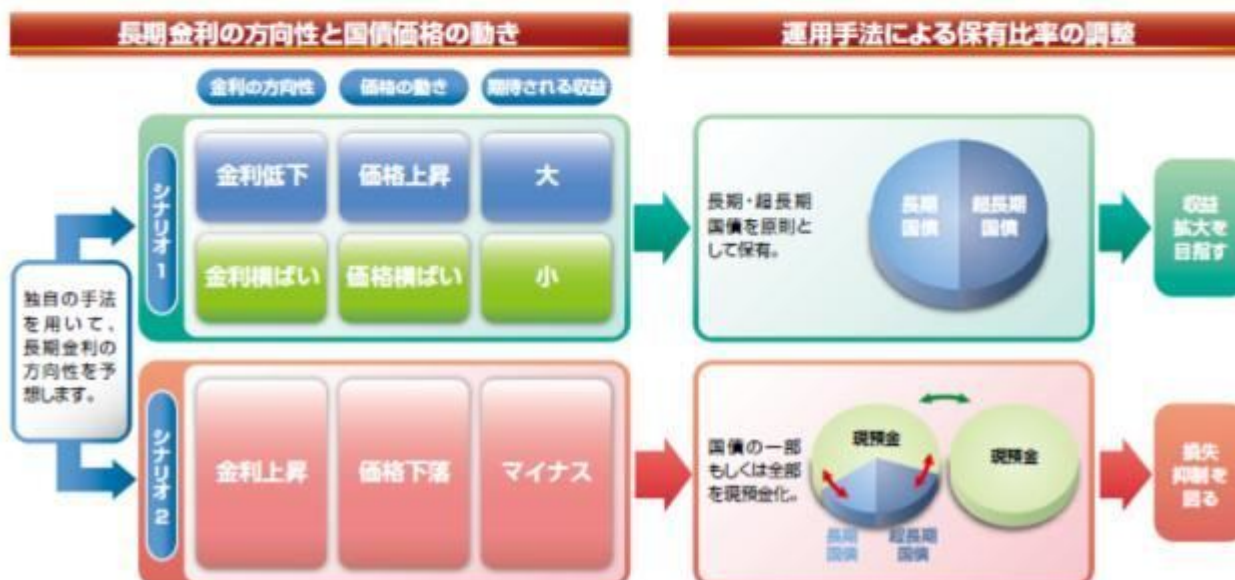 長期金利の方向性と国債価格の動き
運用手法による保有比率の調整
金利の方向性
価格の動き
期待される収益
独自の手法
を用いて、
長期金利の
方向性を予
想します。
シナリオ1
金利低下
価格上昇
大
金利横ばい
価格横ばい
小
長期・超長期
国債を原則と
して保有。
長期
国債
超長期
国債
収益
拡大を
目指す
シナリオ2
金利上昇
価格下落
マイナス
国債の一部
もしくは全部
を現預金化。
現預金
長期
国債
超長期
国債
現預金
損失
抑制を
図る